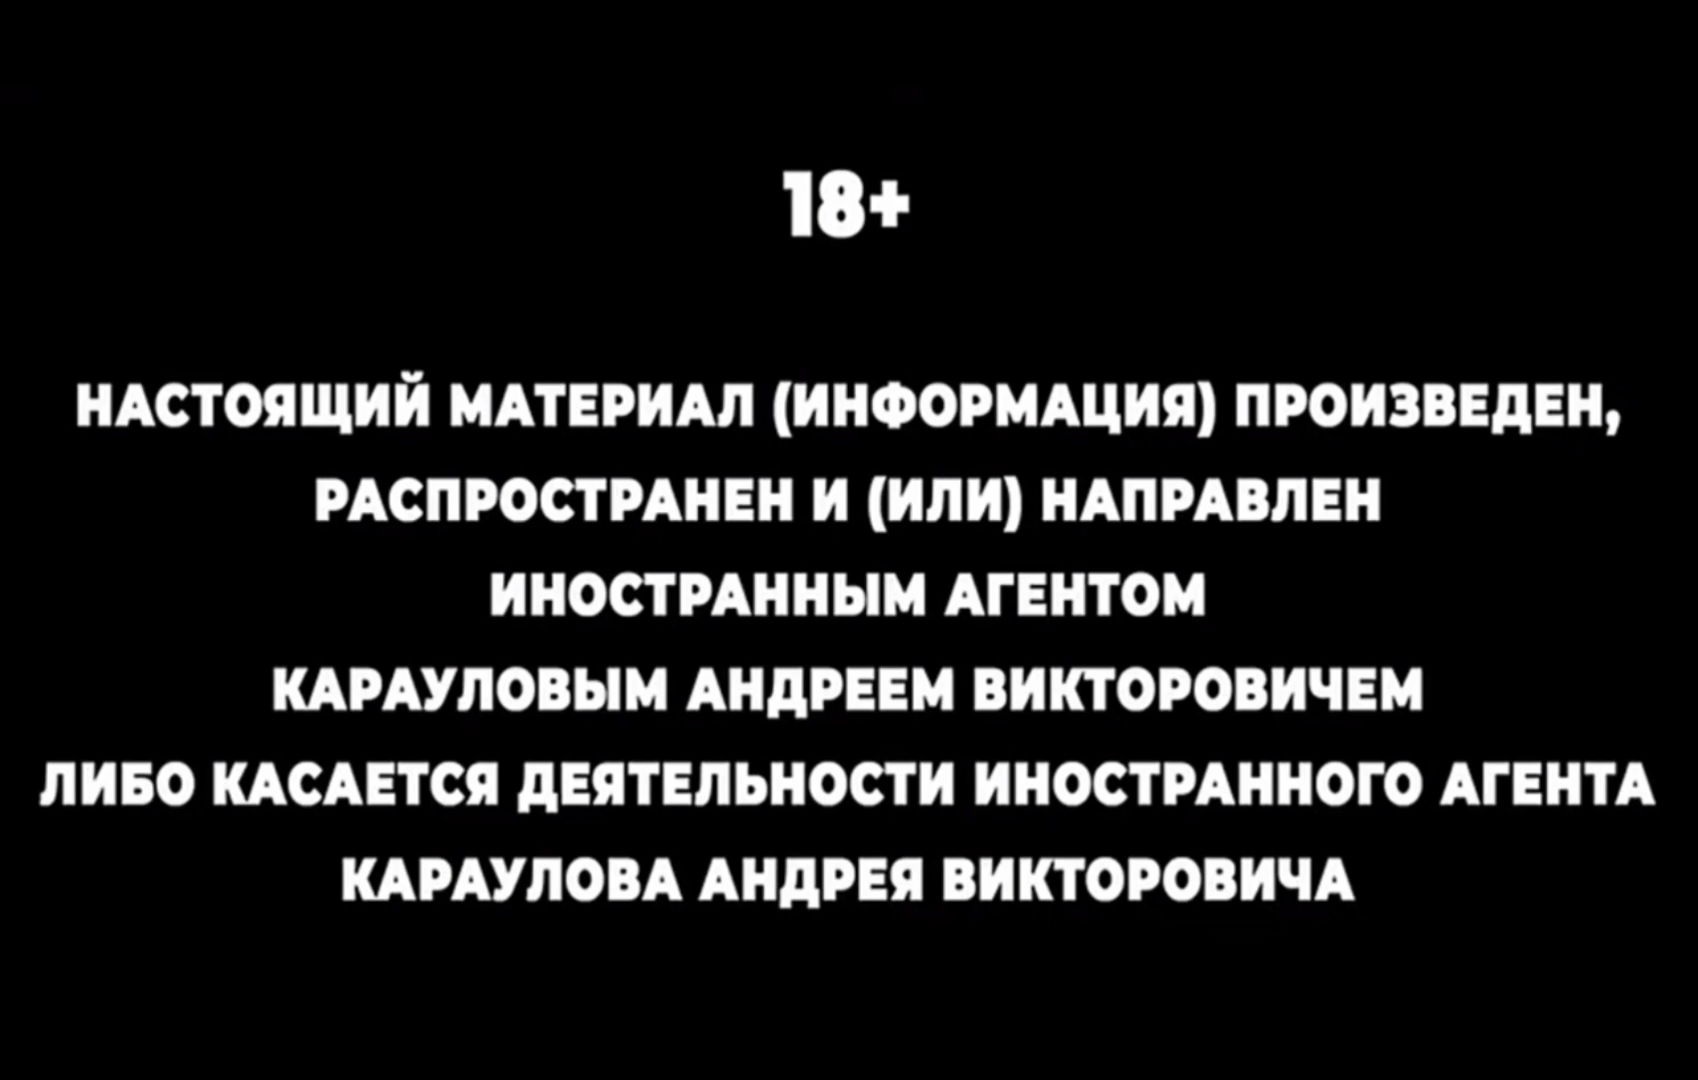 18+
НАСТОЯЩИЙ МАТЕРИАЛ (ИНФОРМАЦИЯ) ПРОИЗВЕДЕН,
РАСПРОСТРАНЕН И (ИЛИ) НАПРАВЛЕН
ИНОСТРАННЫМ АГЕНТОМ
КАРАУЛОВЫМ АНДРЕЕМ ВИКТОРОВИЧЕМ
ЛИБО КАСАЕТСЯ ДЕЯТЕЛЬНОСТИ ИНОСТРАННОГО АГЕНТА
КАРАУЛОВА АНДРЕЯ ВИКТОРОВИЧА